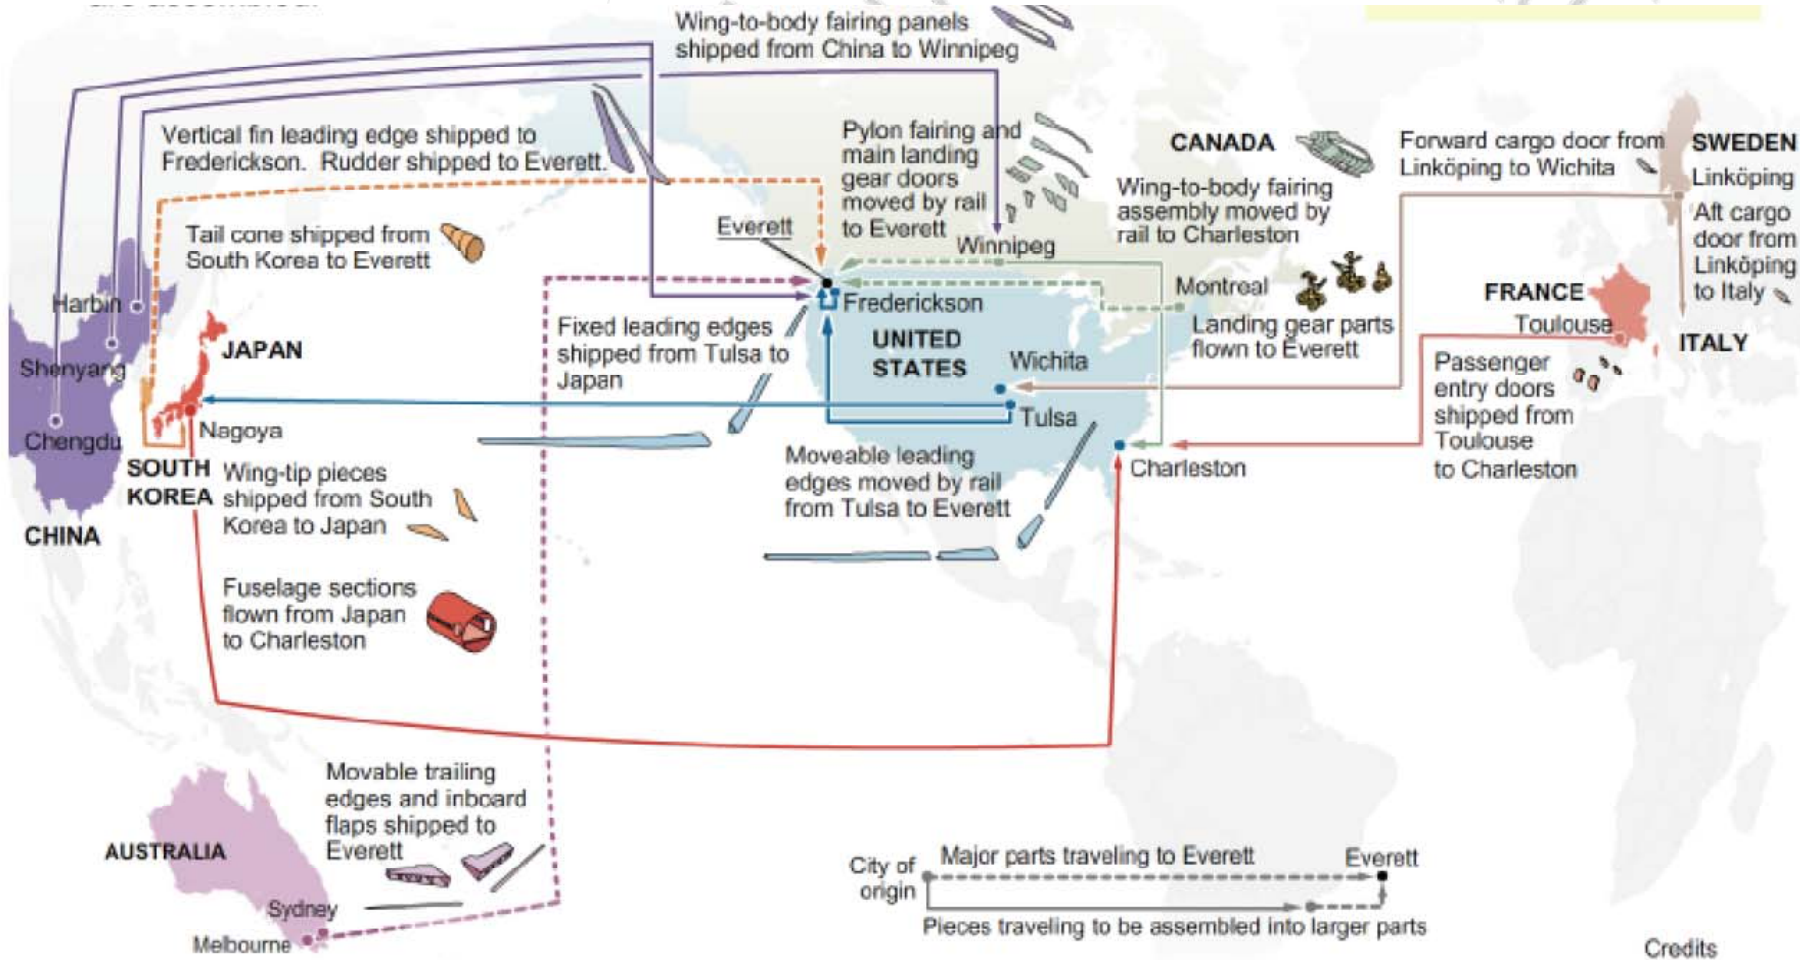 are assembled.
Wing-to-body fairing panels
shipped from China to Winnipeg
Vertical fin leading edge shipped to
Frederickson. Rudder shipped to Everett.
Pylon fairing and
main landing
gear doors
moved by rail
to Everett
CANADA
Wing-to-body fairing
assembly moved by
rail to Charleston
Forward cargo door from
Linköping to Wichita
SWEDEN
Linköping
Aft cargo
door from
Linköping
to Italy
Tail cone shipped from
South Korea to Everett
Everett
Winnipeg
Harbin
Shenyang
Chengdu
CHINA
JAPAN
Nagoya
SOUTH
KOREA
Fixed leading edges
shipped from Tulsa to
Japan
Frederickson
UNITED
STATES
Wichita
Tulsa
Montreal
Landing gear parts
flown to Everett
FRANCE
Toulouse
ITALY
Passenger
entry doors
shipped from
Toulouse
to Charleston
Charleston
Moveable leading
edges moved by rail
from Tulsa to Everett
Wing-tip pieces
shipped from South
Korea to Japan
Fuselage sections
flown from Japan
to Charleston
Movable trailing
edges and inboard
flaps shipped to
Everett
AUSTRALIA
Sydney
Melbourne
City of
origin
Major parts traveling to Everett
Everett
Pieces traveling to be assembled into larger parts
Credits